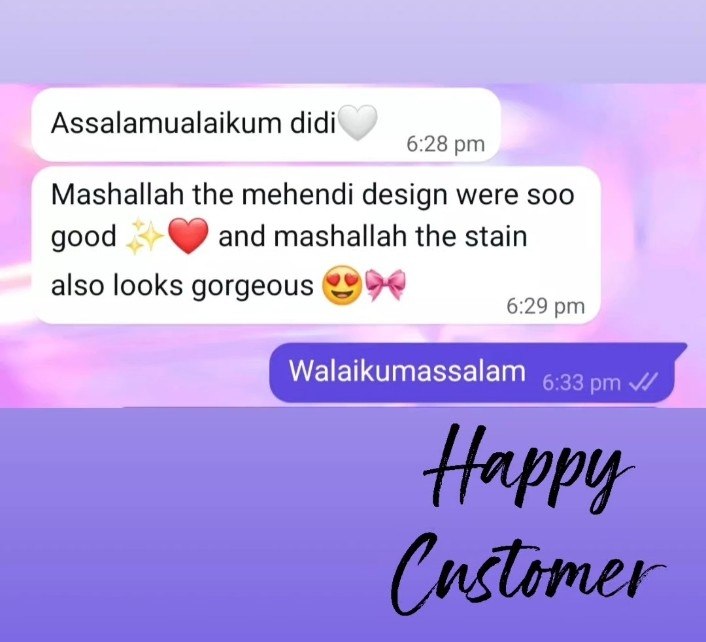 Assalamualaikum didi🤍
6:28 pm
Mashallah the mehendi design were soo
good ✨❤️ and mashallah the stain
also looks gorgeous 😍🎀
6:29 pm
Walaikumassalam 6:33 pm
Happy
Customer